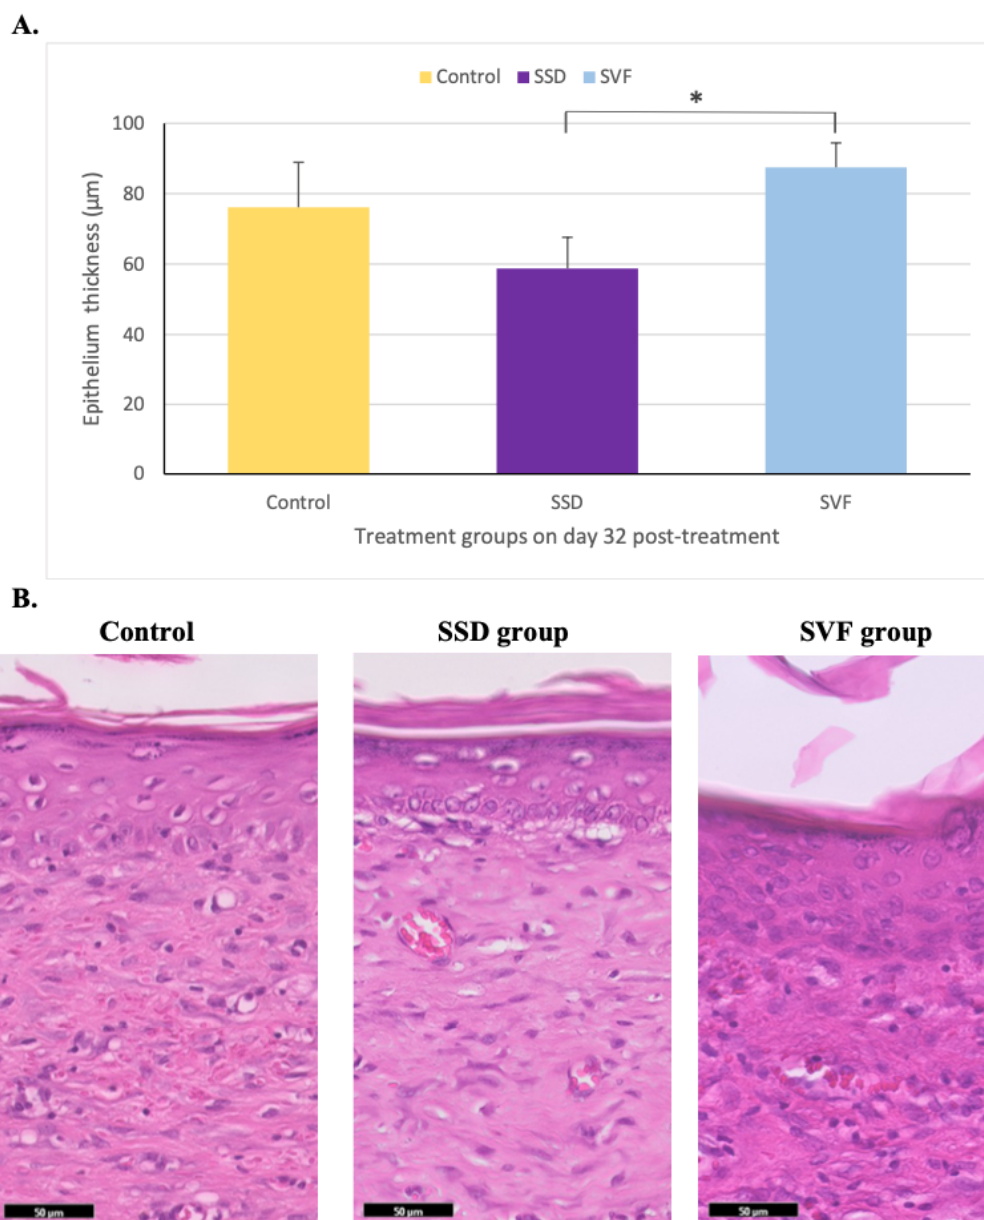 A.
Control SSD SVF
*
100
80
60
40
20
0
Epithelium thickness (µm)
Control SSD SVF
Treatment groups on day 32 post-treatment
B.
Control SSD group SVF group
50 µm 50 µm 50 µm